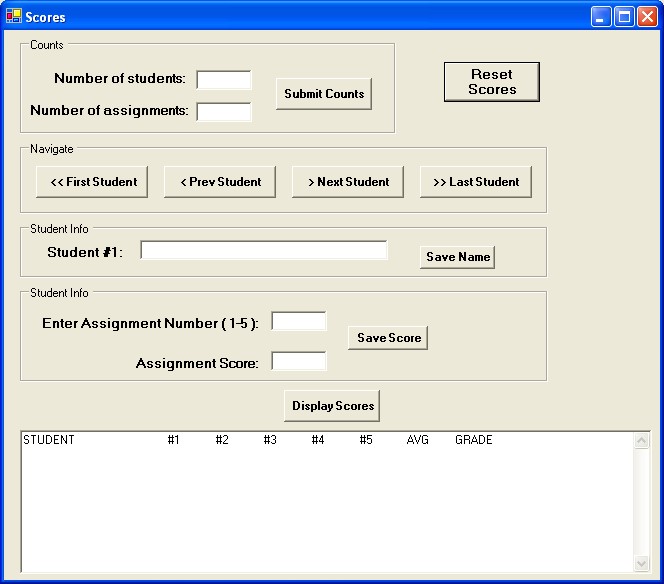 Scores
Counts
Number of students:
Submit Counts
Number of assignments:
Reset
Scores
Navigate
<< First Student
< Prev Student
> Next Student
>> Last Student
Student Info
Student #1:
Save Name
Student Info
Enter Assignment Number ( 1-5 ):
Save Score
Assignment Score:
Display Scores
STUDENT #1 #2 #3 #4 #5 AVG GRADE